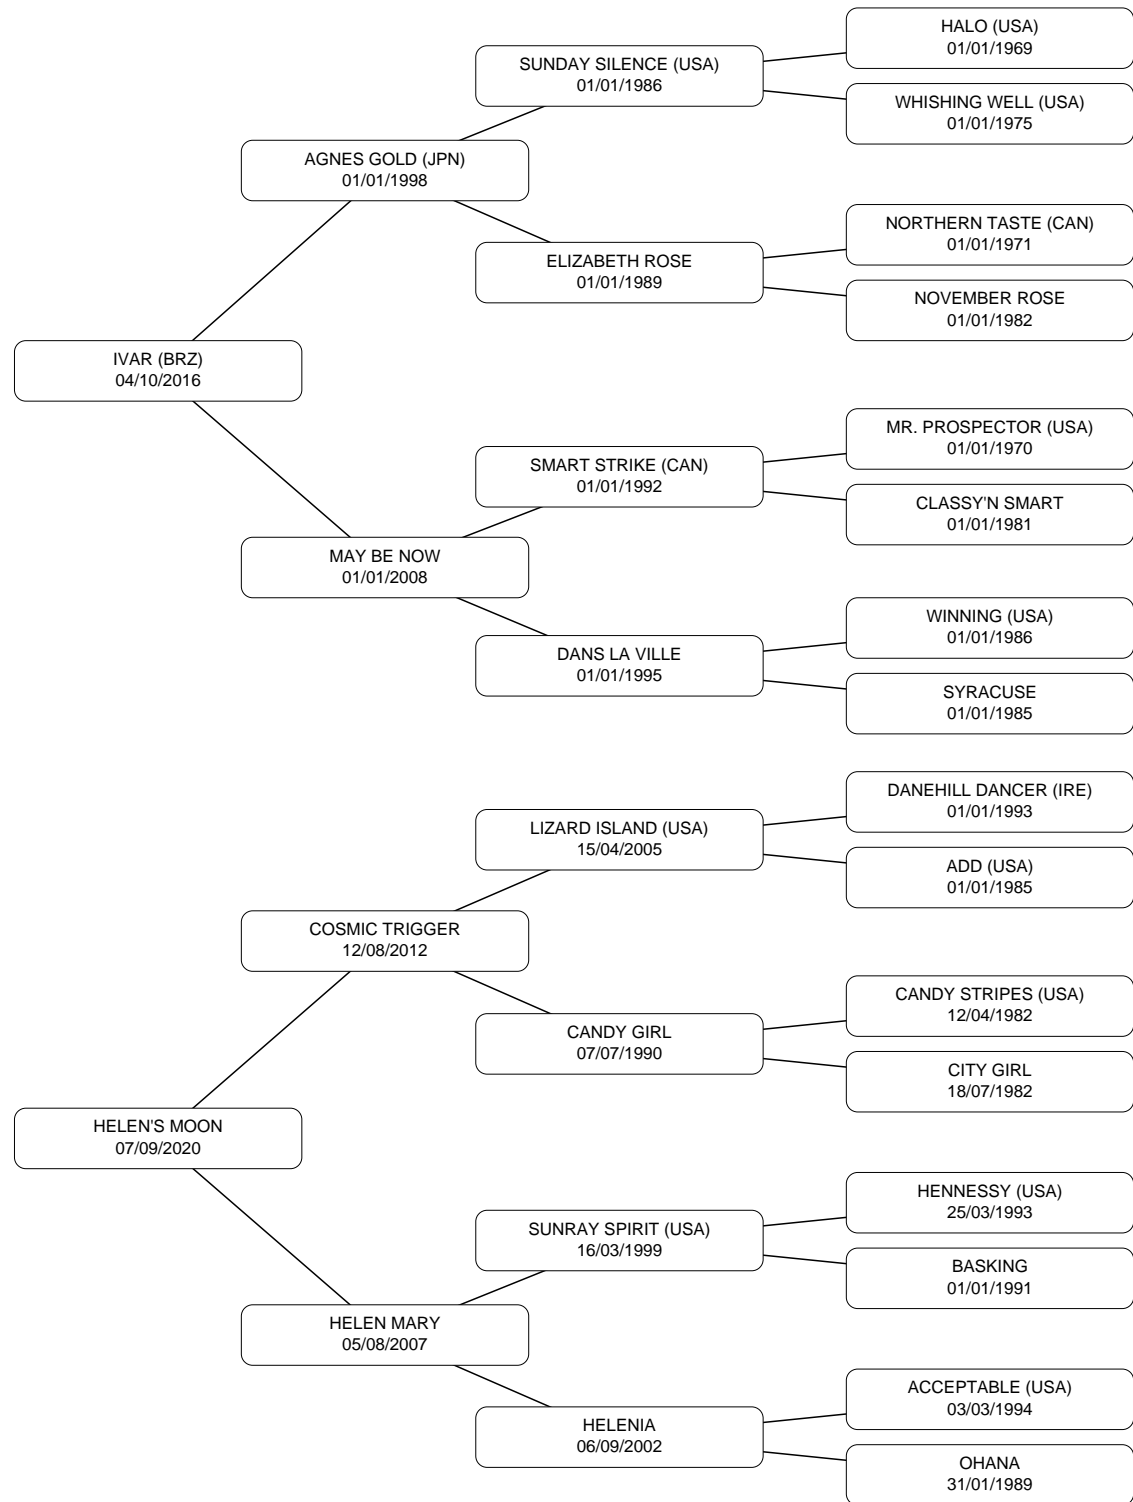 HALO (USA)
01/01/1969
SUNDAY SILENCE (USA)
01/01/1986
WHISHING WELL (USA)
01/01/1975
AGNES GOLD (JPN)
01/01/1998
NORTHERN TASTE (CAN)
01/01/1971
ELIZABETH ROSE
01/01/1989
NOVEMBER ROSE
01/01/1982
IVAR (BRZ)
04/10/2016
MR. PROSPECTOR (USA)
01/01/1970
SMART STRIKE (CAN)
01/01/1992
CLASSY'N SMART
01/01/1981
MAY BE NOW
01/01/2008
WINNING (USA)
01/01/1986
DANS LA VILLE
01/01/1995
SYRACUSE
01/01/1985
DANEHILL DANCER (IRE)
01/01/1993
LIZARD ISLAND (USA)
15/04/2005
ADD (USA)
01/01/1985
COSMIC TRIGGER
12/08/2012
CANDY STRIPES (USA)
12/04/1982
CANDY GIRL
07/07/1990
CITY GIRL
18/07/1982
HELEN'S MOON
07/09/2020
HENNESSY (USA)
25/03/1993
SUNRAY SPIRIT (USA)
16/03/1999
BASKING
01/01/1991
HELEN MARY
05/08/2007
ACCEPTABLE (USA)
03/03/1994
HELENIA
06/09/2002
OHANA
31/01/1989